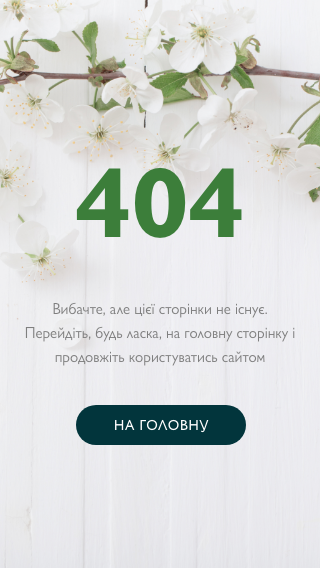 404
Вибачте, але цієї сторінки не існує.
Перейдіть, будь ласка, на головну сторінку і
продовжіть користуватись сайтом
НА ГОЛОВНУ